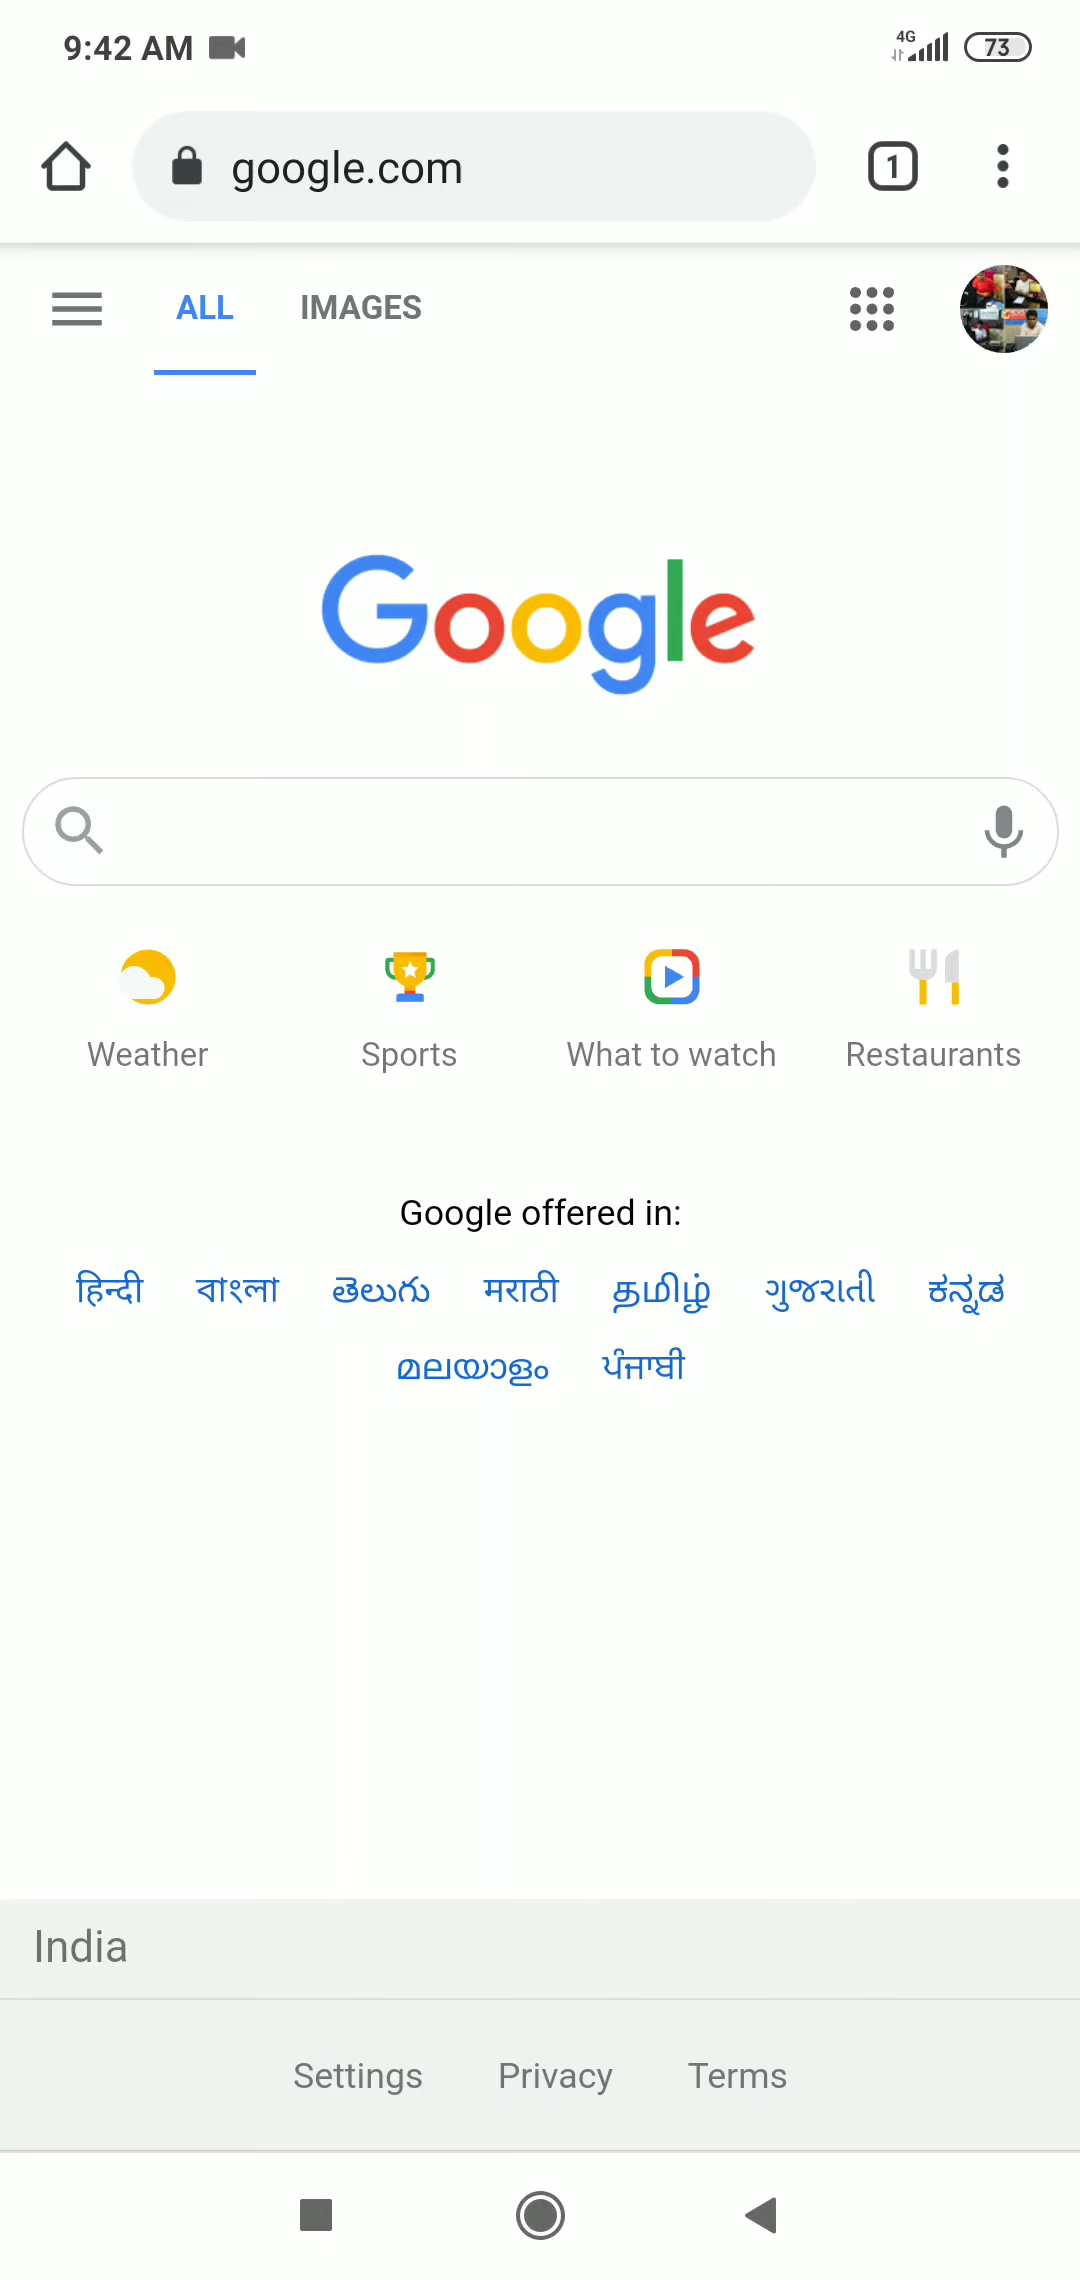 9:42 AM 4G 73
google.com 1
ALL IMAGES
Google
Weather Sports What to watch Restaurants
Google offered in:
हिन्दी বাংলা తెలుగు मराठी தமிழ் ગુજરાતી ಕನ್ನಡ
മലയാളം ਪੰਜਾਬੀ
India
Settings Privacy Terms